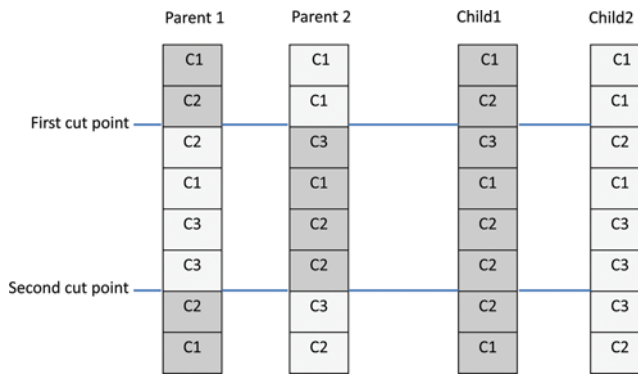 Parent 1 Parent 2 Child1 Child2
C1 C1 C1 C1
C2 C1 C2 C1
First cut point
C2 C3 C3 C2
C1 C1 C1 C1
C3 C2 C2 C3
C3 C2 C2 C3
Second cut point
C2 C3 C2 C3
C1 C2 C1 C2